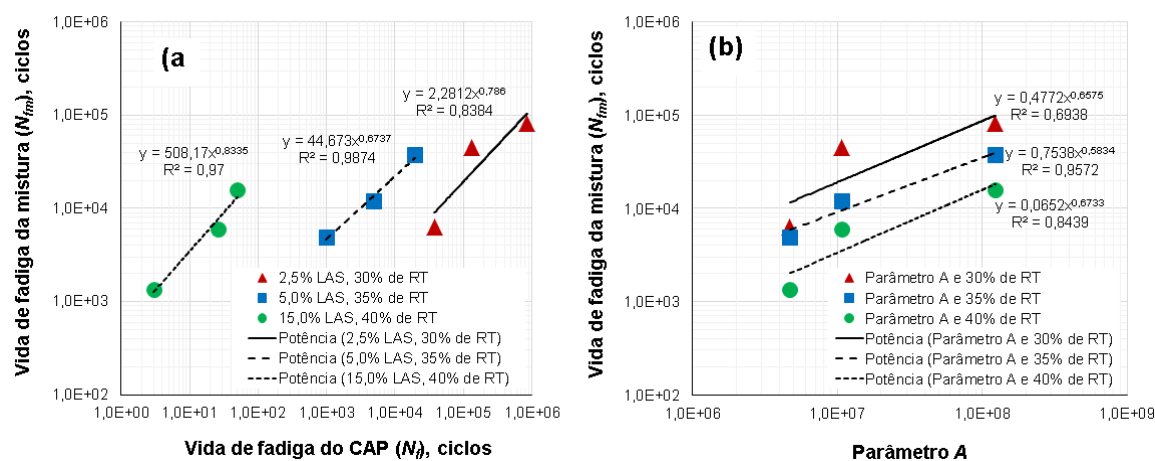 Vida de fadiga da mistura (Nfm), ciclos
1,0E+06
1,0E+05
1,0E+04
1,0E+03
1,0E+02
(a
y = 508,17x^0,8335
R² = 0,97
y = 44,673x^0,6737
R² = 0,9874
y = 2,2812x^0,786
R² = 0,8384
2,5% LAS, 30% de RT
5,0% LAS, 35% de RT
15,0% LAS, 40% de RT
Potência (2,5% LAS, 30% de RT)
Potência (5,0% LAS, 35% de RT)
Potência (15,0% LAS, 40% de RT)
1,0E+00 1,0E+01 1,0E+02 1,0E+03 1,0E+04 1,0E+05 1,0E+06
Vida de fadiga do CAP (Nf), ciclos
Vida de fadiga da mistura (Nfm), ciclos
1,0E+06
1,0E+05
1,0E+04
1,0E+03
1,0E+02
(b)
y = 0,4772x^0,6575
R² = 0,6938
y = 0,7538x^0,5834
R² = 0,9572
y = 0,0652x^0,6733
R² = 0,8439
Parâmetro A e 30% de RT
Parâmetro A e 35% de RT
Parâmetro A e 40% de RT
Potência (Parâmetro A e 30% de RT)
Potência (Parâmetro A e 35% de RT)
Potência (Parâmetro A e 40% de RT)
1,0E+06 1,0E+07 1,0E+08 1,0E+09
Parâmetro A